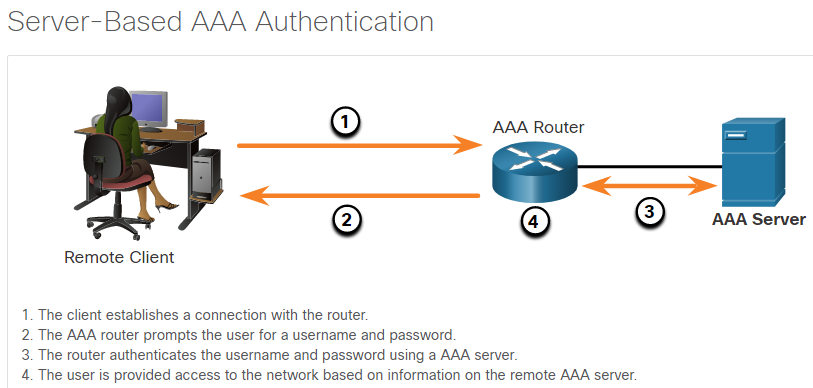 Server-Based AAA Authentication
1
AAA Router
2
4
3
AAA Server
Remote Client
1. The client establishes a connection with the router.
2. The AAA router prompts the user for a username and password.
3. The router authenticates the username and password using a AAA server.
4. The user is provided access to the network based on information on the remote AAA server.